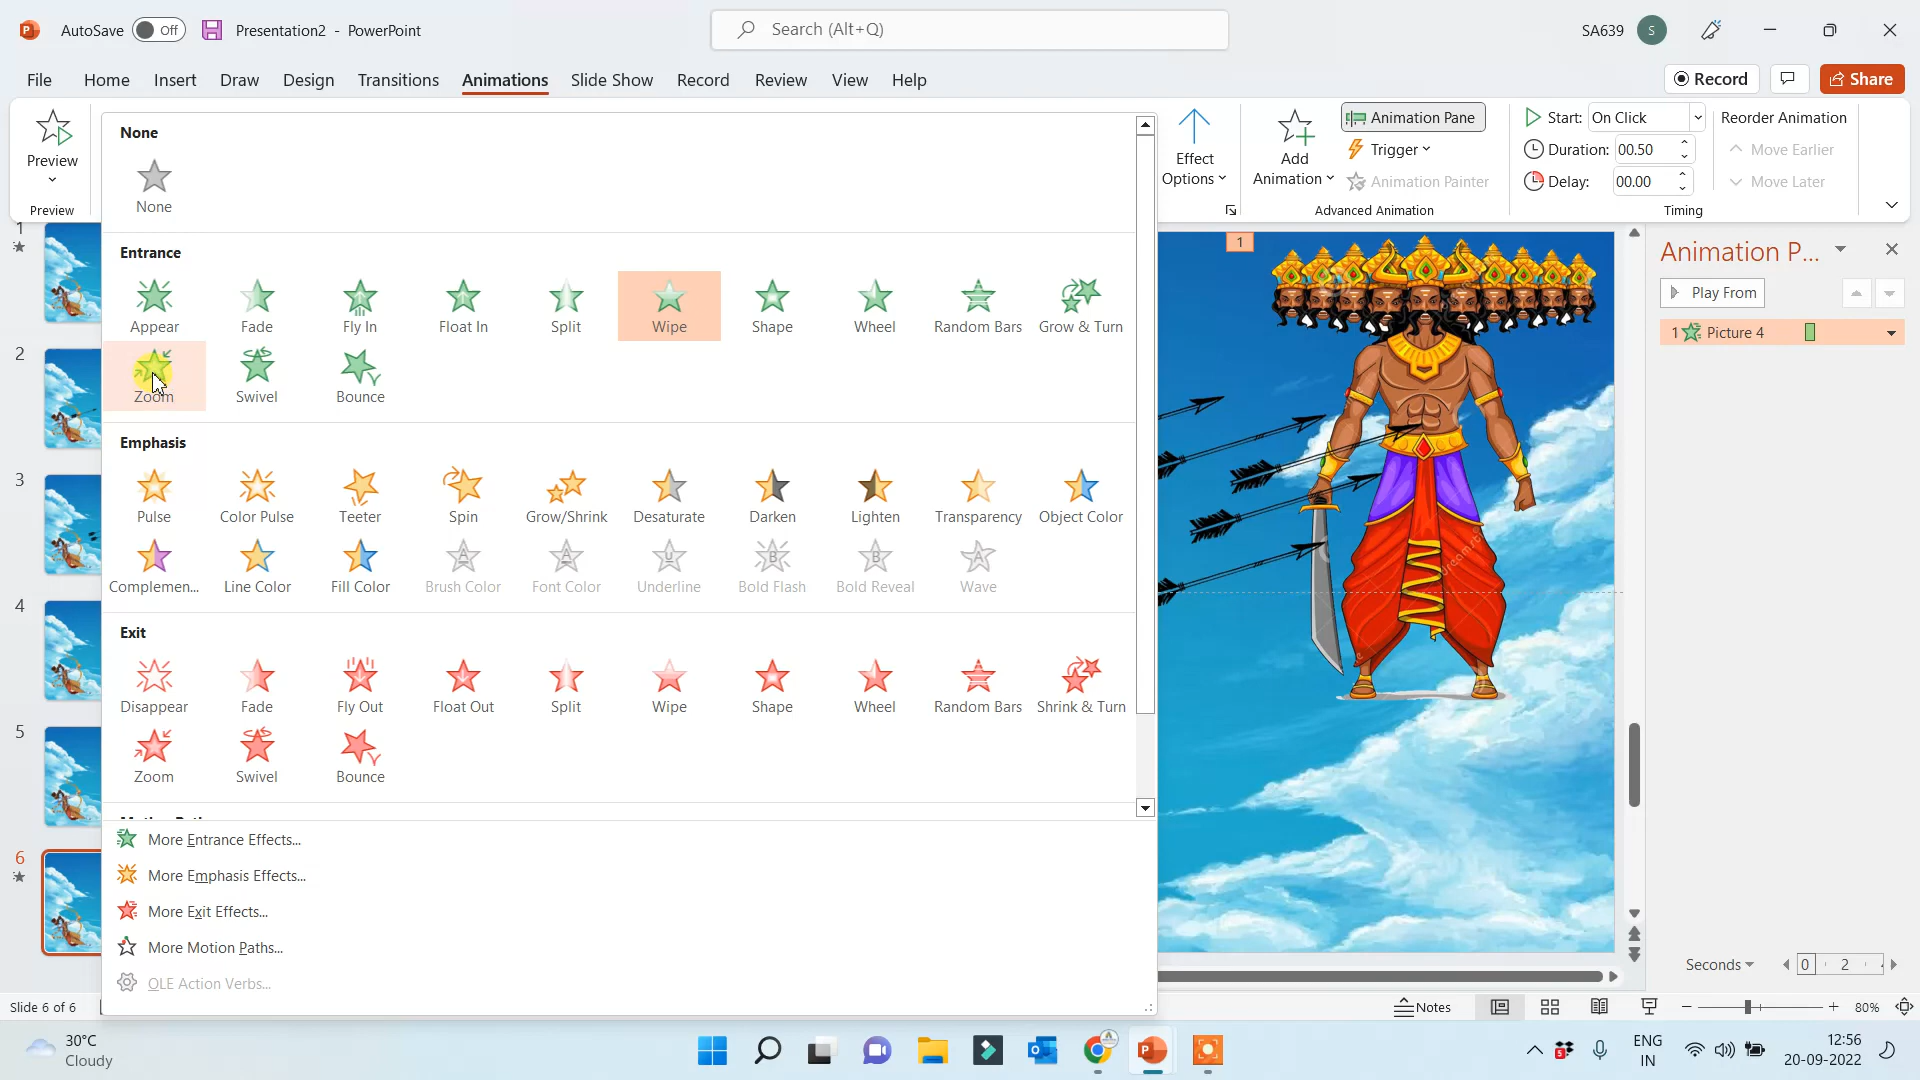 AutoSave Off Presentation2 - PowerPoint
Search (Alt+Q)
SA639 S
File Home Insert Draw Design Transitions Animations Slide Show Record Review View Help
Record Share
Preview
Preview
None
None
Entrance
Appear Fade Fly In Float In Split Wipe Shape Wheel Random Bars Grow & Turn
Zoom Swivel Bounce
Emphasis
Pulse Color Pulse Teeter Spin Grow/Shrink Desaturate Darken Lighten Transparency Object Color
Complemen... Line Color Fill Color Brush Color Font Color Underline Bold Flash Bold Reveal Wave
Exit
Disappear Fade Fly Out Float Out Split Wipe Shape Wheel Random Bars Shrink & Turn
Zoom Swivel Bounce
More Entrance Effects...
More Emphasis Effects...
More Exit Effects...
More Motion Paths...
OLE Action Verbs...
Effect
Options
Add
Animation
Animation Pane
Trigger
Animation Painter
Advanced Animation
Start: On Click
Duration: 00.50
Delay: 00.00
Timing
Reorder Animation
Move Earlier
Move Later
1
2
3
4
5
6
1
Animation P...
Play From
1 Picture 4
Seconds 0 2
Slide 6 of 6
Notes
80%
30°C
Cloudy
ENG
IN
12:56
20-09-2022